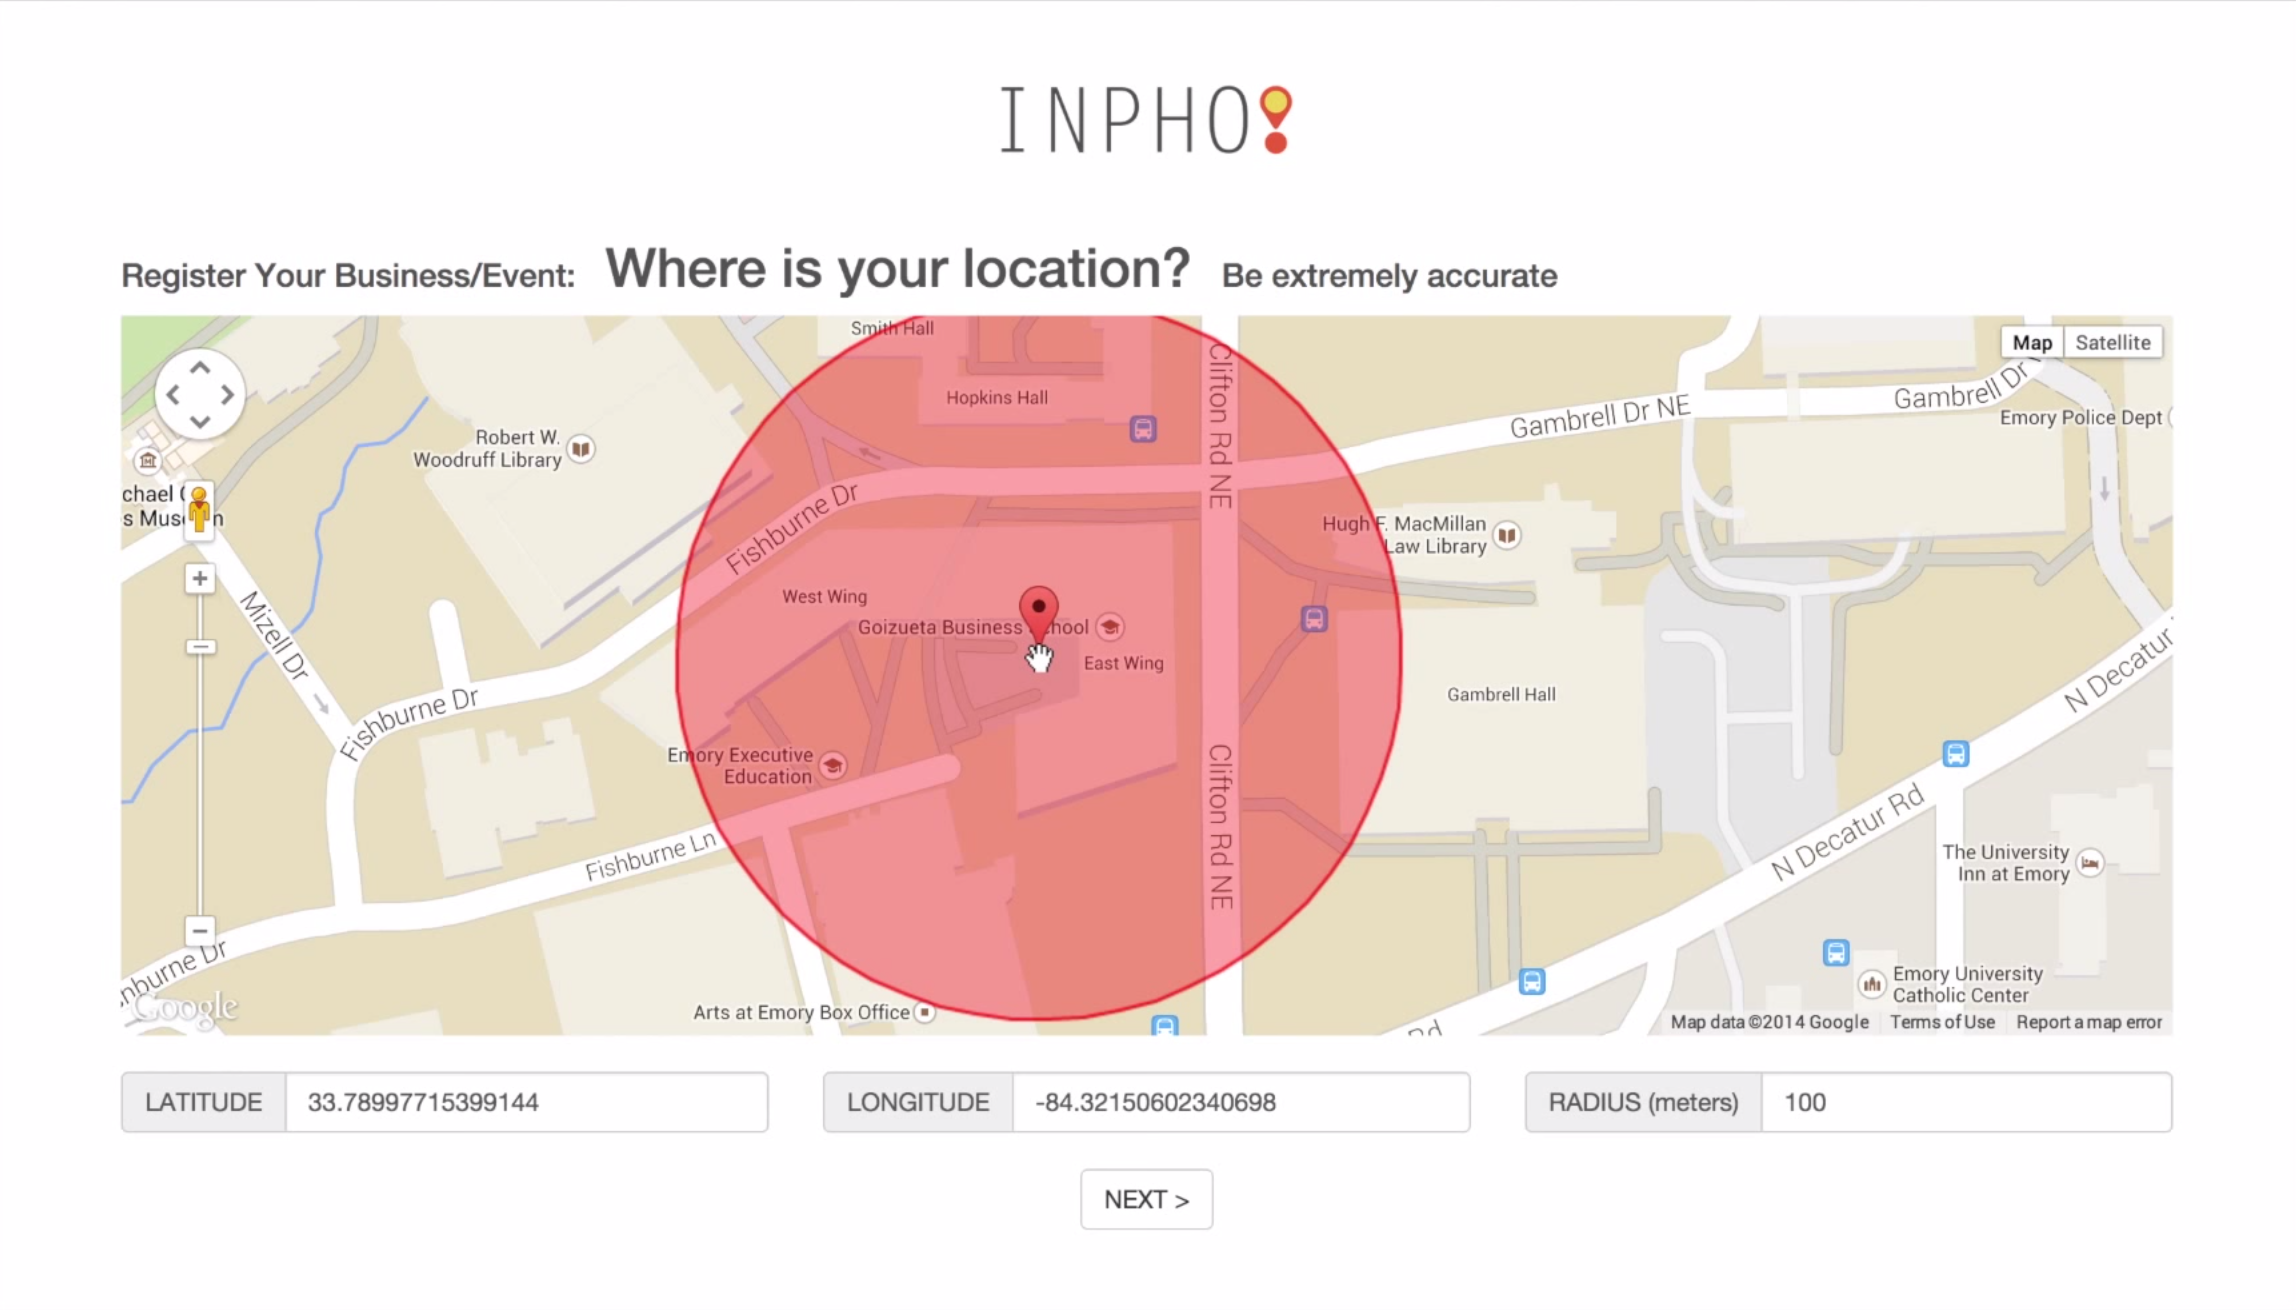 INPHO!
Register Your Business/Event: Where is your location? Be extremely accurate
Smith Hall
Map Satellite
Hopkins Hall
Clifton Rd NE
Gambrell Dr NE
Gambrell Dr
Emory Police Dept
Robert W.
Woodruff Library
chael
s Mus
n
Fishburne Dr
Hugh F. MacMillan
Law Library
West Wing
Goizueta Business
hool
East Wing
Mizell Dr
Fishburne Dr
Gambrell Hall
N Decatur
Emory Executive
Education
Clifton Rd NE
Fishburne Ln
N Decatur Rd
The University
Inn at Emory
hburne Dr
Google
Emory University
Catholic Center
Arts at Emory Box Office
Rd
Map data ©2014 Google Terms of Use Report a map error
LATITUDE 33.78997715399144
LONGITUDE -84.32150602340698
RADIUS (meters) 100
NEXT >